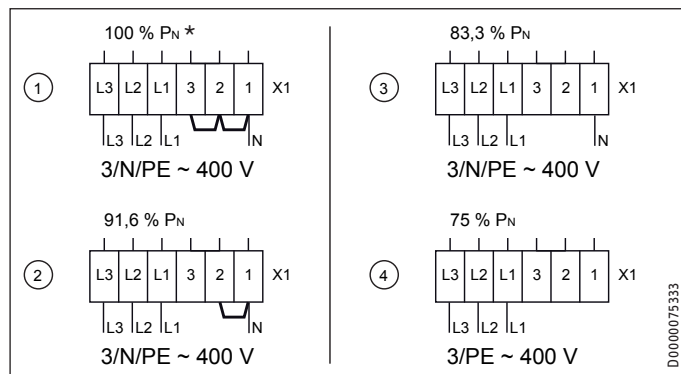 100 % PN *
1
L3 L2 L1 3 2 1 X1
L3 L2 L1 N
3/N/PE ~ 400 V
91,6 % PN
2
L3 L2 L1 3 2 1 X1
L3 L2 L1 N
3/N/PE ~ 400 V
83,3 % PN
3
L3 L2 L1 3 2 1 X1
L3 L2 L1 N
3/N/PE ~ 400 V
75 % PN
4
L3 L2 L1 3 2 1 X1
L3 L2 L1
3/PE ~ 400 V
D0000075333